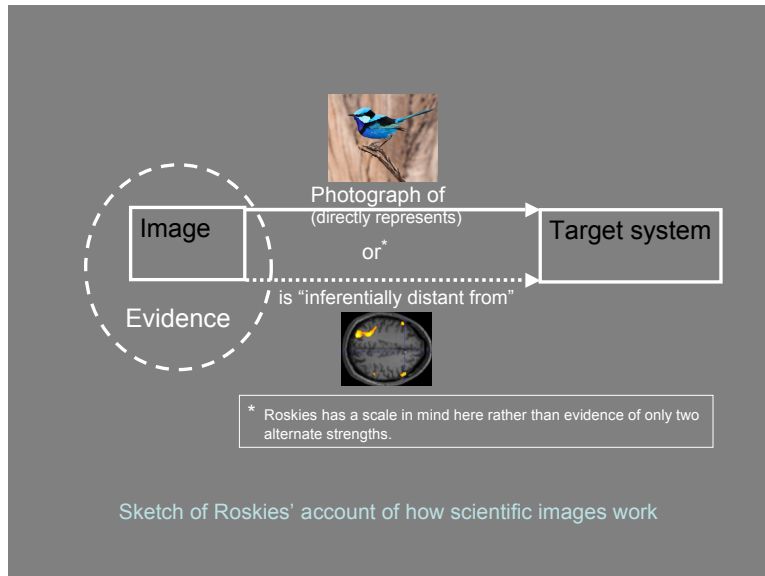 Photograph of
(directly represents)
Image
Target system
or*
is “inferentially distant from”
Evidence
* Roskies has a scale in mind here rather than evidence of only two
alternate strengths.
Sketch of Roskies’ account of how scientific images work